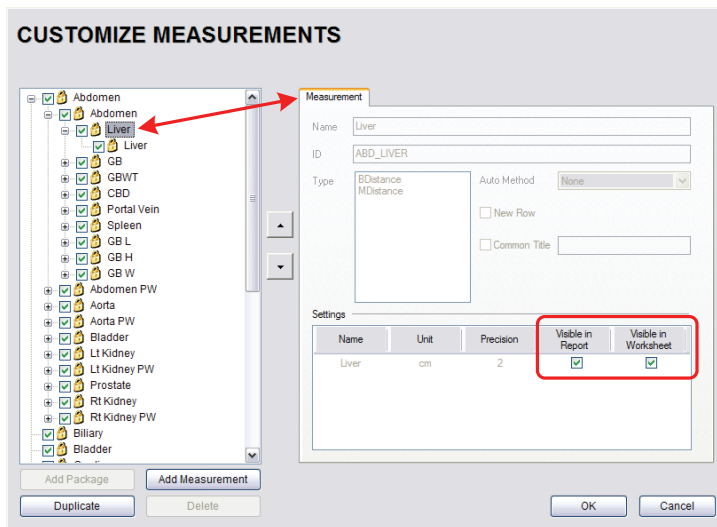 CUSTOMIZE MEASUREMENTS
Abdomen
Abdomen
Liver
Liver
GB
GBWT
CBD
Portal Vein
Spleen
GB L
GB H
GB W
Abdomen PW
Aorta
Aorta PW
Bladder
Lt Kidney
Lt Kidney PW
Prostate
Rt Kidney
Rt Kidney PW
Biliary
Bladder
Add Package Add Measurement
Duplicate Delete
Measurement
Name Liver
ID ABD_LIVER
Type BDistance
MDistance
Auto Method None
New Row
Common Title
Settings
Name Unit Precision Visible in Report Visible in Worksheet
Liver cm 2
OK Cancel